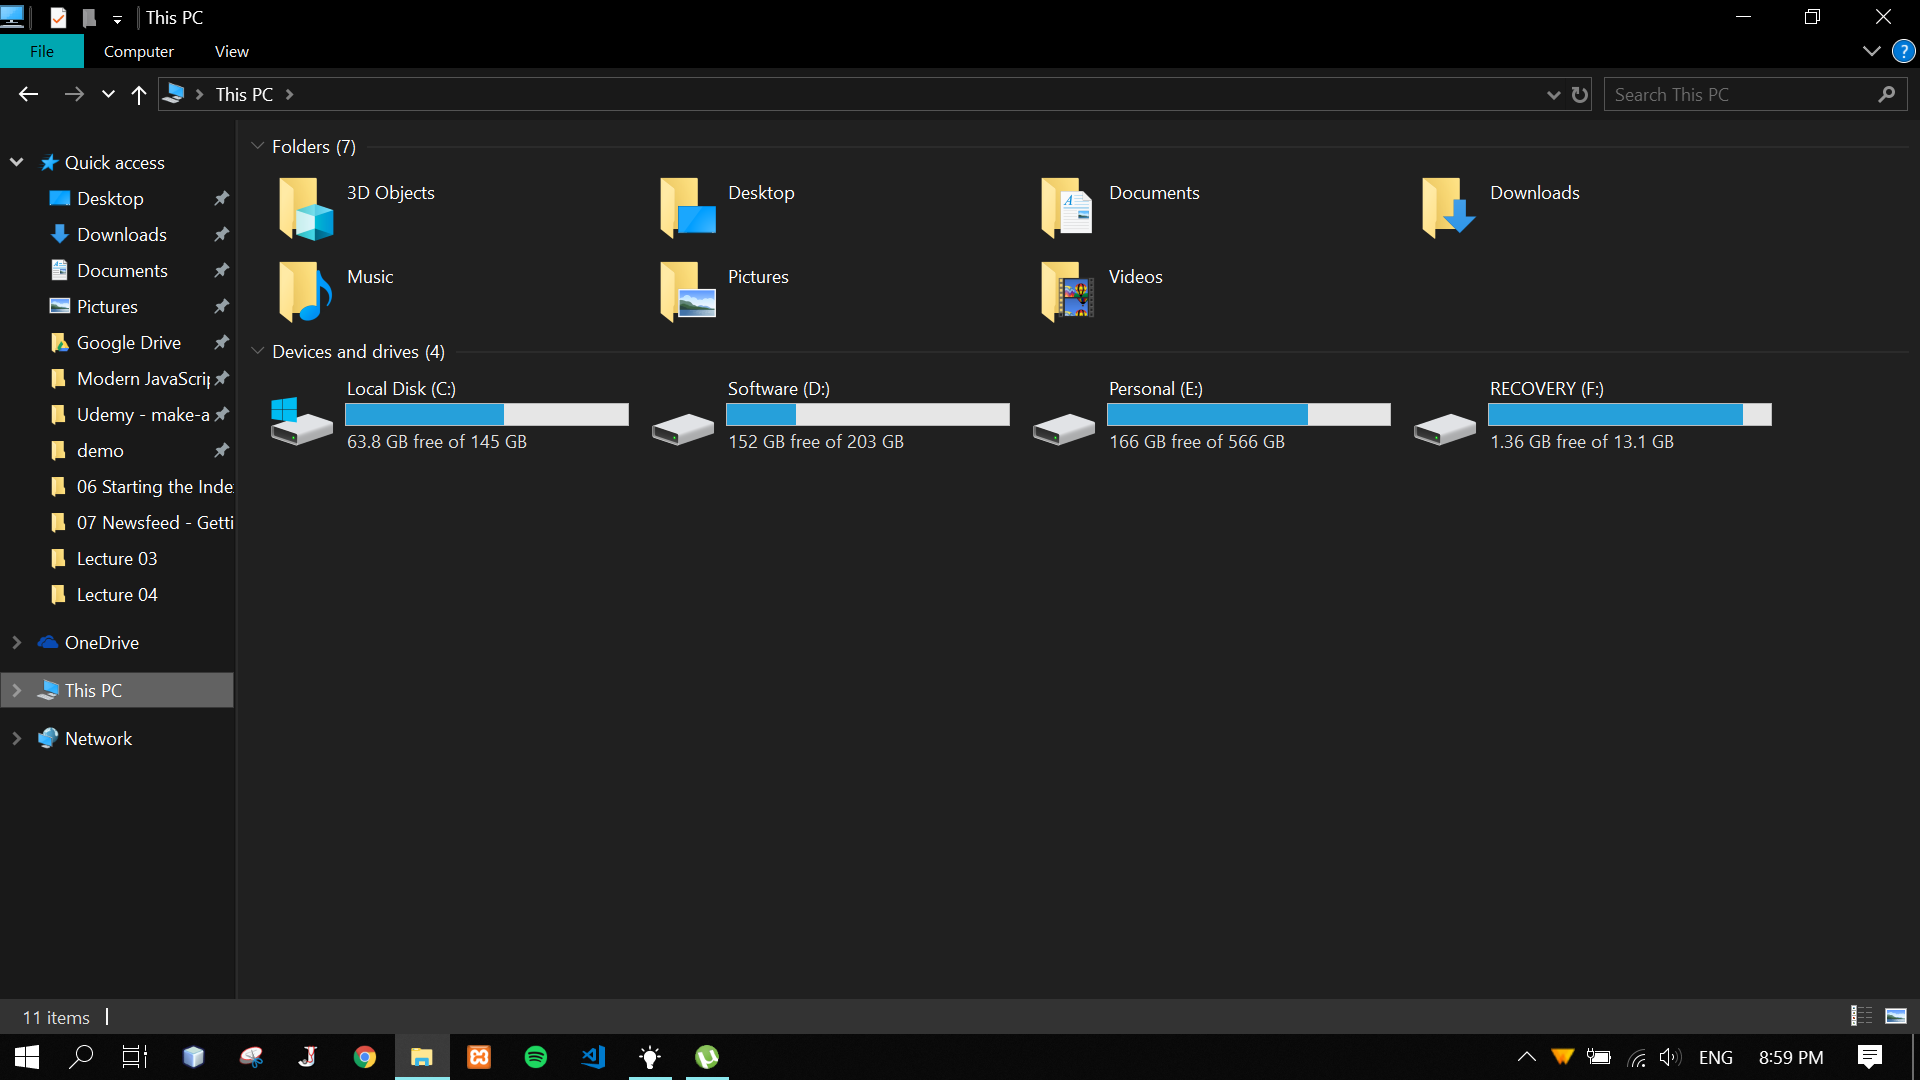 This PC
File Computer View
This PC
Search This PC
Quick access
Desktop
Downloads
Documents
Pictures
Google Drive
Modern JavaScrip
Udemy - make-a
demo
06 Starting the Inde
07 Newsfeed - Getti
Lecture 03
Lecture 04
OneDrive
This PC
Network
Folders (7)
3D Objects
Desktop
Documents
Downloads
Music
Pictures
Videos
Devices and drives (4)
Local Disk (C:)
63.8 GB free of 145 GB
Software (D:)
152 GB free of 203 GB
Personal (E:)
166 GB free of 566 GB
RECOVERY (F:)
1.36 GB free of 13.1 GB
11 items
ENG 8:59 PM